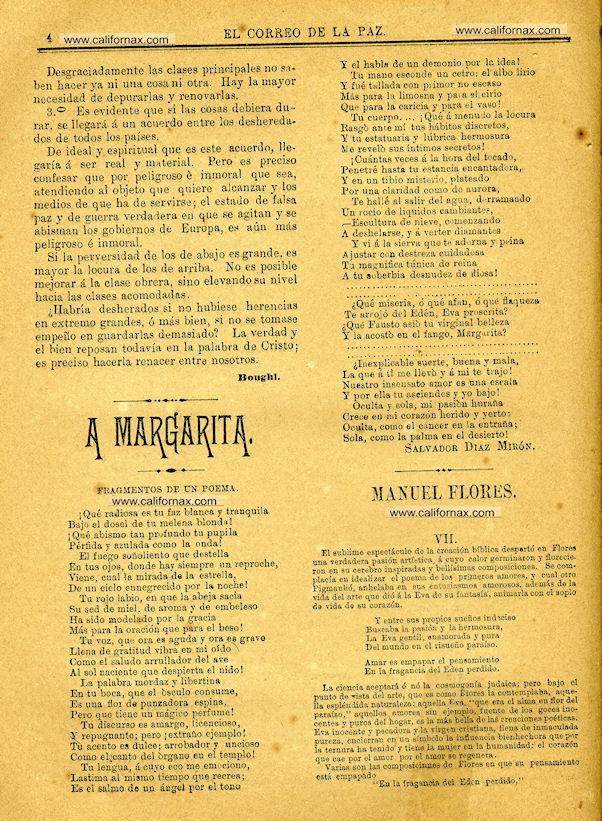 4
www.californax.com
EL CORREO DE LA PAZ.
www.californax.com
Desgraciadamente las clases principales no sa-
ben hacer ya ni una cosa ni otra. Hay la mayor
necesidad de depurarlas y renovarlas.
3.º Es evidente que si las cosas debiera du-
rar, se llegará á un acuerdo entre los deshereda-
dos de todos los países.
De ideal y espiritual que es este acuerdo, lle-
garía á ser real y material. Pero es preciso
confesar que por peligroso é inmoral que sea,
atendiendo al objeto que quiere alcanzar y los
medios de que ha de servirse; el estado de falsa
paz y de guerra verdadera en que se agitan y se
abisman los gobiernos de Europa, es aún más
peligroso é inmoral.
Si la perversidad de los de abajo es grande, es
mayor la locura de los de arriba. No es posible
mejorar á la clase obrera, sino elevando su nivel
hacia las clases acomodadas.
¿Habría desherados si no hubiese herencias
en extremo grandes, ó más bien, si no se tomase
empeño en guardarlas demasiado? La verdad y
el bien reposan todavía en la palabra de Cristo;
es preciso hacerla renacer entre nosotros.
Boughi.
A MARGARITA.
FRAGMENTOS DE UN POEMA.
www.californax.com
¡Qué radiosa es tu faz blanca y tranquila
Bajo el dosel de tu melena blonda!
¡Qué abismo tan profundo tu pupila
Pérfida y azulada como la onda!
El fuego soñoliento que destella
En tus ojos, donde hay siempre un reproche,
Viene, cual la mirada de la estrella,
De un cielo ennegrecido por la noche!
Tu rojo labio, en que la abeja sacia
Su sed de miel, de aroma y de embeleso
Ha sido modelado por la gracia
Más para la oración que para el beso!
Tu voz, que ora es aguda y ora es grave
Llena de gratitud vibra en mi oído
Como el saludo arrullador del ave
Al sol naciente que despierta el nido!
La palabra mordaz y libertina
En tu boca, que el ósculo consume,
Es una flor de punzadora espina,
Pero que tiene un mágico perfume!
Tu discurso es amargo, licencioso,
Y repugnante; pero ¡extraño ejemplo!
Tu acento es dulce; arrobador y uncioso
Como el canto del órgano en el templo!
Tu lengua, á cuyo eco me emociono,
Lastima al mismo tiempo que recrea;
Es el salmo de un ángel por el tono
Y el habla de un demonio por la idea!
Tu mano esconde un cetro: el albo lirio
Y fué tallada con primor no escaso
Más para la limosna y para el cirio
Que para la caricia y para el vaso!
Tu cuerpo. . . . ¡Qué á menudo la locura
Rasgó ante mí tus hábitos discretos,
Y tu estatuaria y lúbrica hermosura
Me reveló sus íntimos secretos!
¡Cuántas veces á la hora del tocado,
Penetré hasta tu estancia encantadora,
Y en un tibio misterio, plateado
Por una claridad como de aurora,
Te hallé al salir del agua, derramando
Un rocío de líquidos cambiantes,
—Escultura de nieve, comenzando
A deshelarse, y á verter diamantes
Y ví á la sierva que te adorna y peina
Ajustar con destreza cuidadosa
Tu magnífica túnica de reina
A tu soberbia desnudez de diosa!
¿Qué miseria, ó qué afan, ó qué flaqueza
Te arrojó del Edén, Eva proscrita?
¿Qué Fausto asió tu virginal belleza
Y la acostó en el fango, Margarita?
¡Inexplicable suerte, buena y mala,
La que á tí me llevó y á mí te trajo!
Nuestro insensato amor es una escala
Y por ella tu asciendes y yo bajo!
Oculta y sola, mi pasión huraña
Crece en mi corazón herido y yerto:
Oculta, como el cáncer en la entraña;
Sola, como la palma en el desierto!
SALVADOR DIAZ MIRÓN.
MANUEL FLORES.
www.californax.com
VII.
El sublime espectáculo de la creación bíblica despertó en Flores
una verdadera pasión artística, á cuyo calor germinaron y florecie-
ron en su cerebro inspiradas y bellísimas composiciones. Se com-
placía en idealizar el poema de los primeros amores, y cual otro
Pigmanlió, anhelaba en sus entusiasmos amorosos, además de la
vida del arte que dió á la Eva de su fantasía, animarla con el soplo
de vida de su corazón.
Y entre sus propios sueños indeciso
Buscaba la pasión y la hermosura,
La Eva gentil, enamorada y pura
Del mundo en el risueño paraíso.
Amar es empapar el pensamiento
En la fragancia del Eden perdido.
La ciencia aceptará ó nó la cosmogonía judaica; pero bajo el
punto de vista del arte, que es como Flores la contemplaba, aque-
lla espléndida naturaleza; aquella Eva, "que era el alma en flor del
paraíso," aquellos amores sin ejemplo, fuente de los goces ino-
centes y puros del hogar, es la más bella de las creaciones poéticas.
Eva inocente y pecadora y la virgen cristiana, llena de inmaculada
pureza, encierran en un símbolo la influencia bienhechora que por
la ternura ha tenido y tiene la mujer en la humanidad: el corazón
que cae por el amor por el amor se regenera.
Varias son las composiciones de Flores en que su pensamiento
está empapado
"En la fragancia del Eden perdido,"